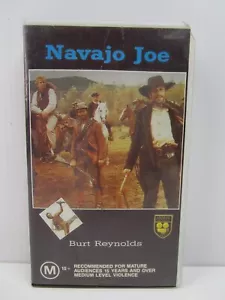 Navajo Joe
Burt Reynolds
M 15+
RECOMMENDED FOR MATURE
AUDIENCES 15 YEARS AND OVER
MEDIUM LEVEL VIOLENCE